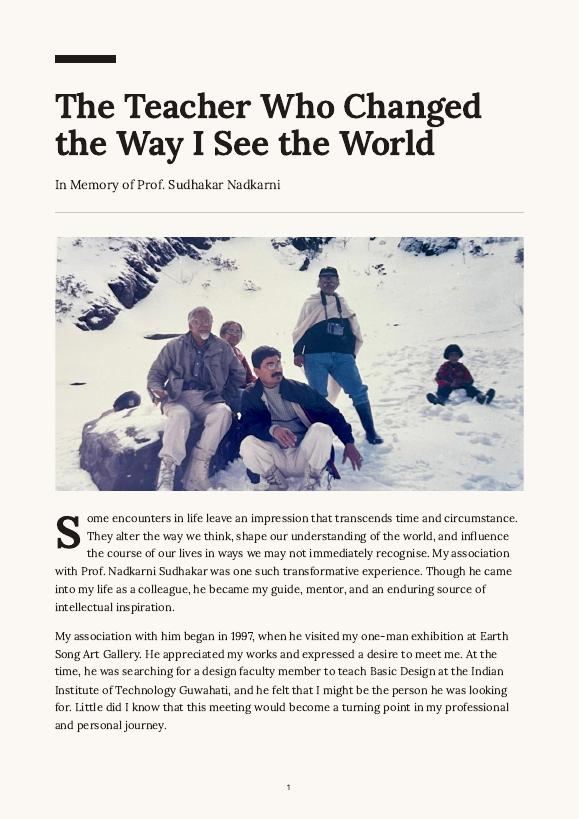 The Teacher Who Changed
the Way I See the World
In Memory of Prof. Sudhakar Nadkarni
Some encounters in life leave an impression that transcends time and circumstance.
They alter the way we think, shape our understanding of the world, and influence
the course of our lives in ways we may not immediately recognise. My association
with Prof. Nadkarni Sudhakar was one such transformative experience. Though he came
into my life as a colleague, he became my guide, mentor, and an enduring source of
intellectual inspiration.
My association with him began in 1997, when he visited my one-man exhibition at Earth
Song Art Gallery. He appreciated my works and expressed a desire to meet me. At the
time, he was searching for a design faculty member to teach Basic Design at the Indian
Institute of Technology Guwahati, and he felt that I might be the person he was looking
for. Little did I know that this meeting would become a turning point in my professional
and personal journey.
1